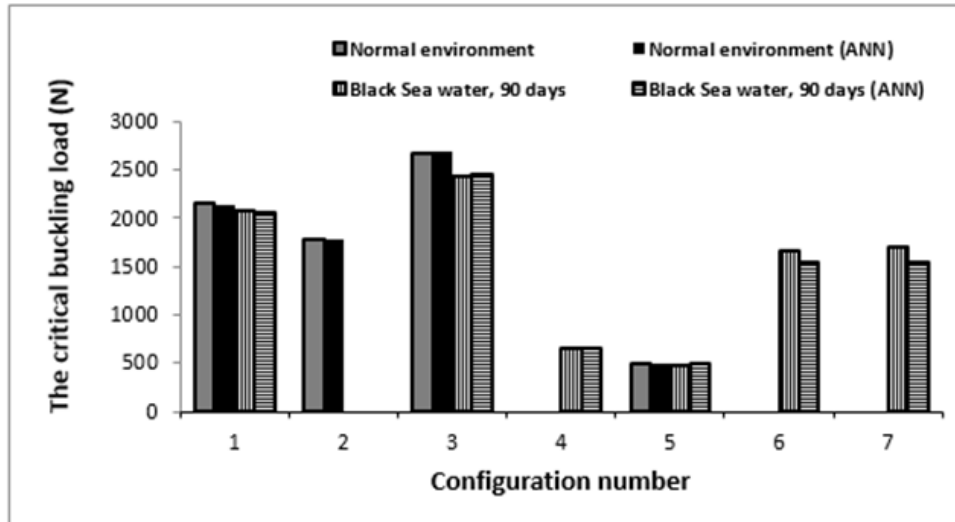 Normal environment
Normal environment (ANN)
Black Sea water, 90 days
Black Sea water, 90 days (ANN)
The critical buckling load (N)
3000
2500
2000
1500
1000
500
0
1 2 3 4 5 6 7
Configuration number